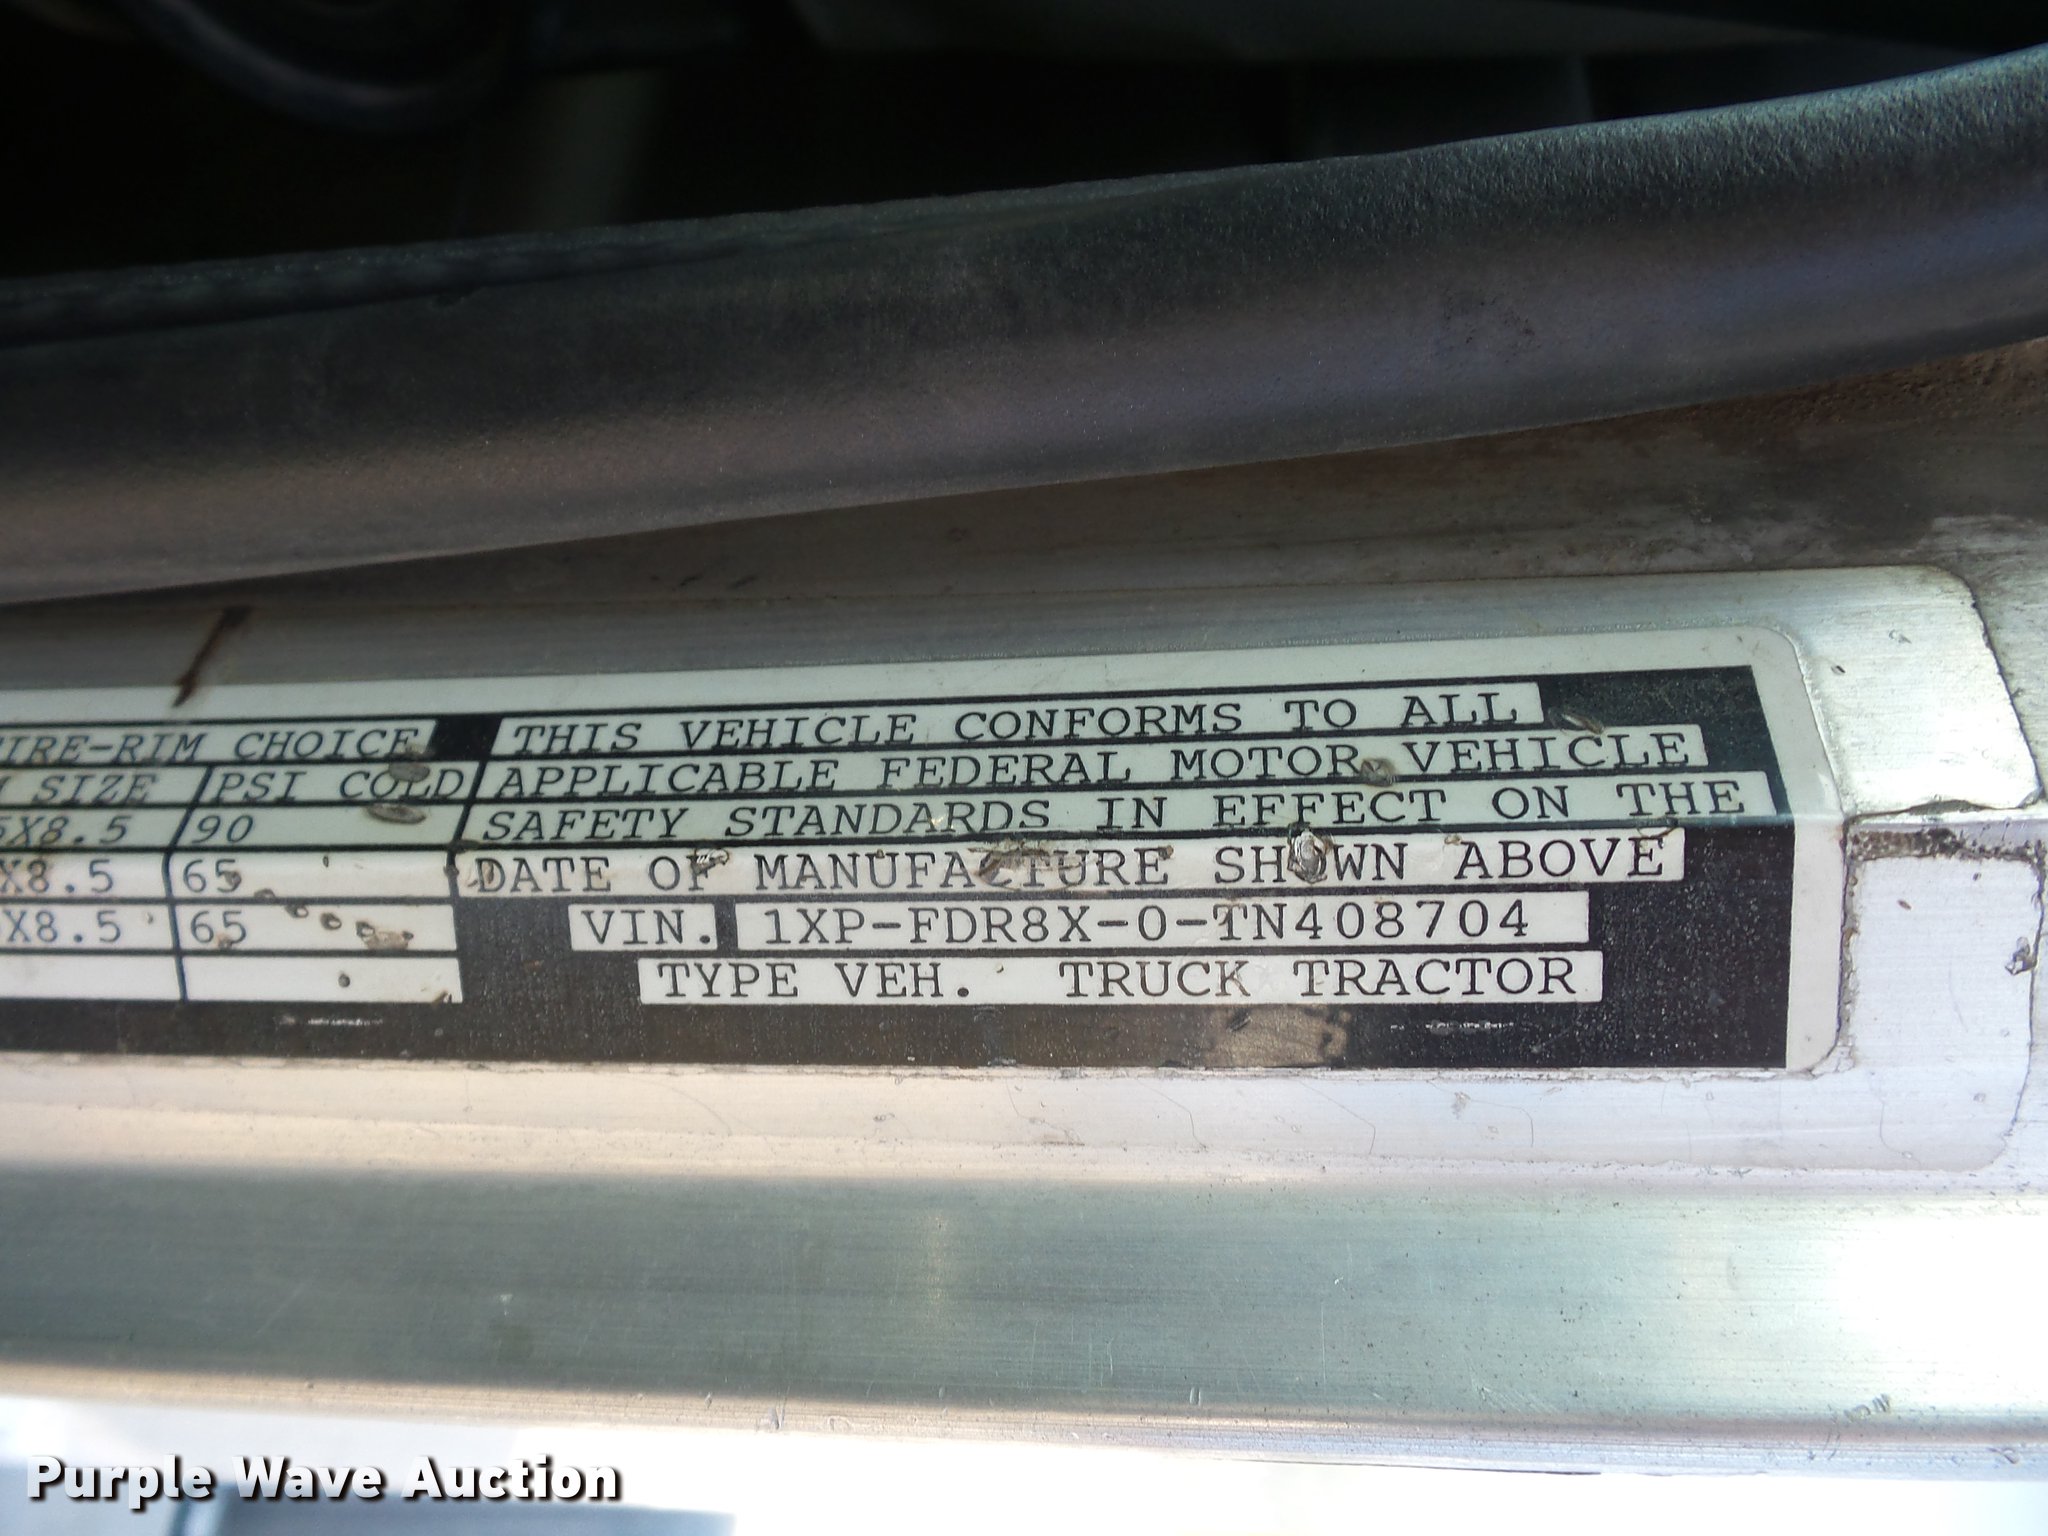 IRE-RIM CHOICE
SIZE PSI COLD
X8.5 90
X8.5 65
X8.5 65
THIS VEHICLE CONFORMS TO ALL
APPLICABLE FEDERAL MOTOR VEHICLE
SAFETY STANDARDS IN EFFECT ON THE
DATE OF MANUFACTURE SHOWN ABOVE
VIN. 1XP-FDR8X-0-TN408704
TYPE VEH. TRUCK TRACTOR
Purple Wave Auction